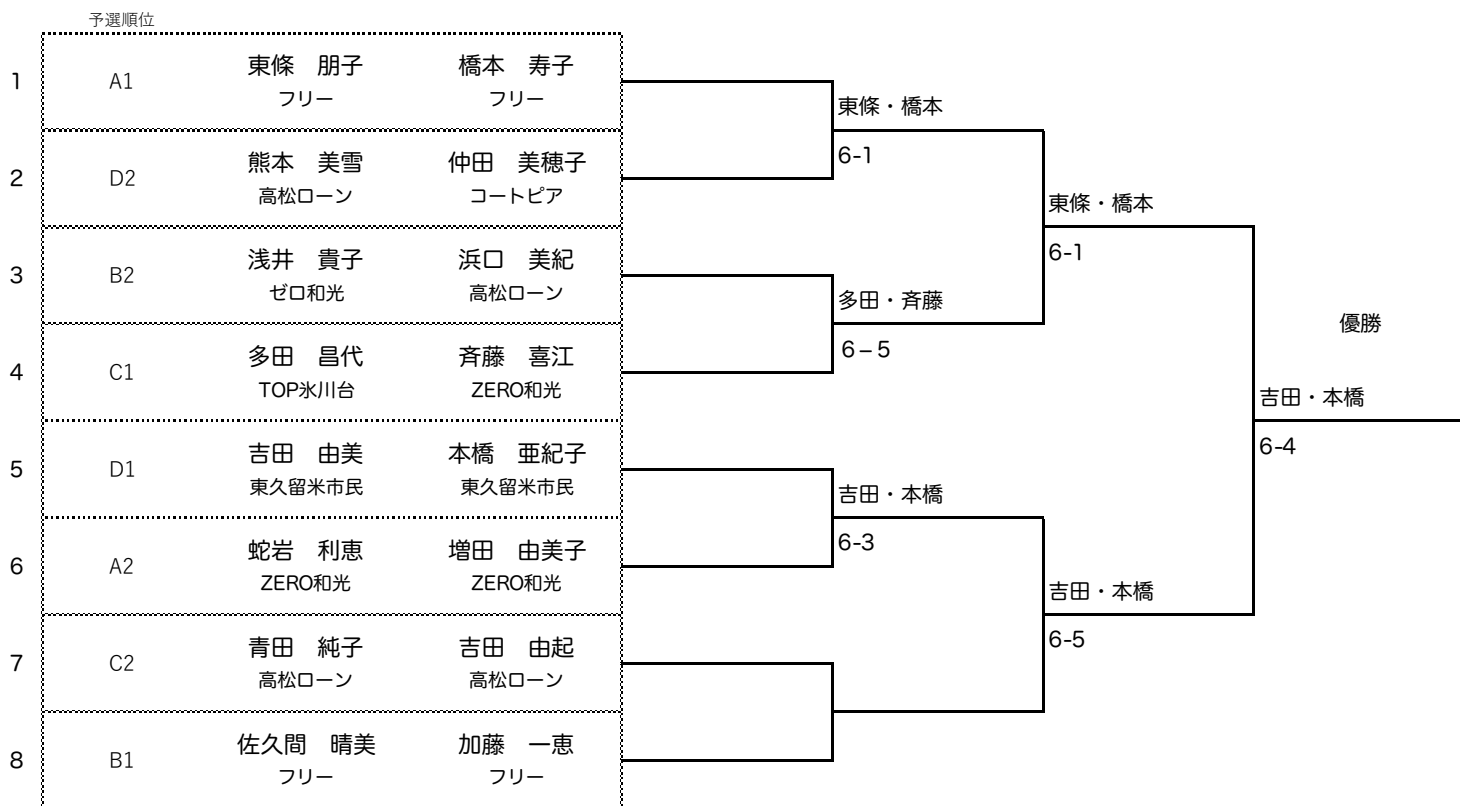 予選順位
1 A1 東條 朋子 橋本 寿子
フリー フリー
東條・橋本
6-1
2 D2 熊本 美雪 仲田 美穂子
高松ローン コートピア
東條・橋本
6-1
3 B2 浅井 貴子 浜口 美紀
ゼロ和光 高松ローン
多田・斉藤
6−5
4 C1 多田 昌代 斉藤 喜江
TOP氷川台 ZERO和光
優勝
吉田・本橋
6-4
5 D1 吉田 由美 本橋 亜紀子
東久留米市民 東久留米市民
吉田・本橋
6-3
6 A2 蛇岩 利恵 増田 由美子
ZERO和光 ZERO和光
吉田・本橋
6-5
7 C2 青田 純子 吉田 由起
高松ローン 高松ローン
8 B1 佐久間 晴美 加藤 一恵
フリー フリー